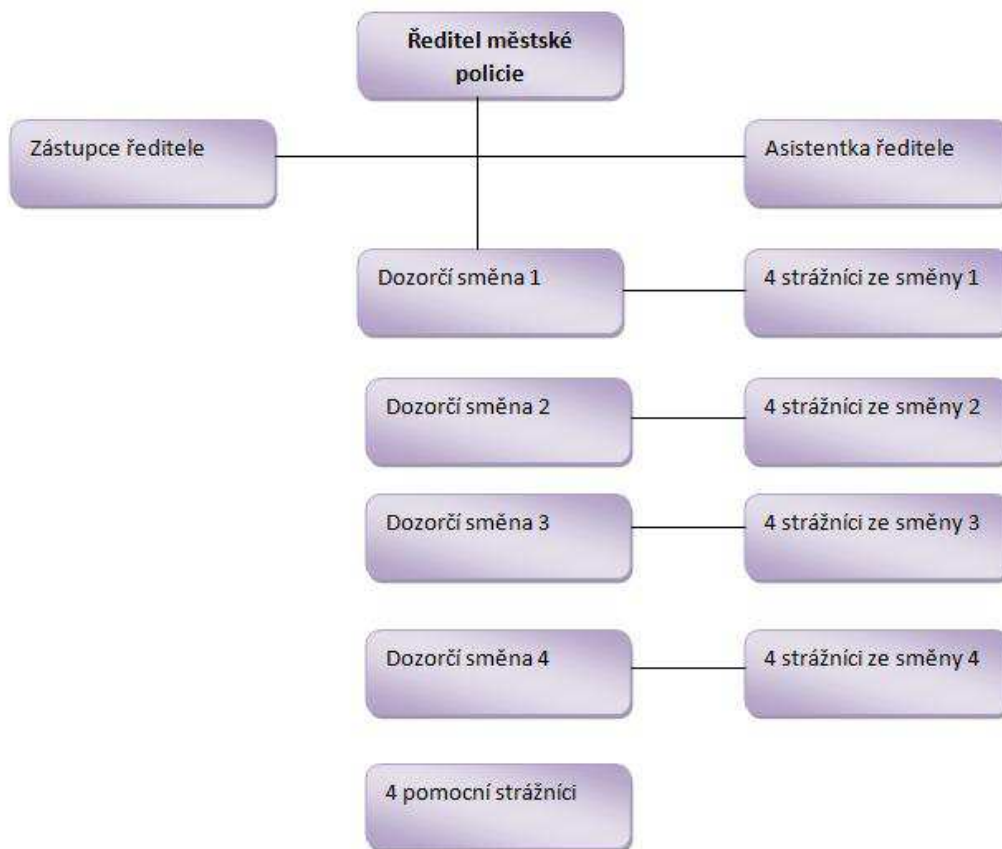 Ředitel městské
policie
Zástupce ředitele
Asistentka ředitele
Dozorčí směna 1
4 strážníci ze směny 1
Dozorčí směna 2
4 strážníci ze směny 2
Dozorčí směna 3
4 strážníci ze směny 3
Dozorčí směna 4
4 strážníci ze směny 4
4 pomocní strážníci